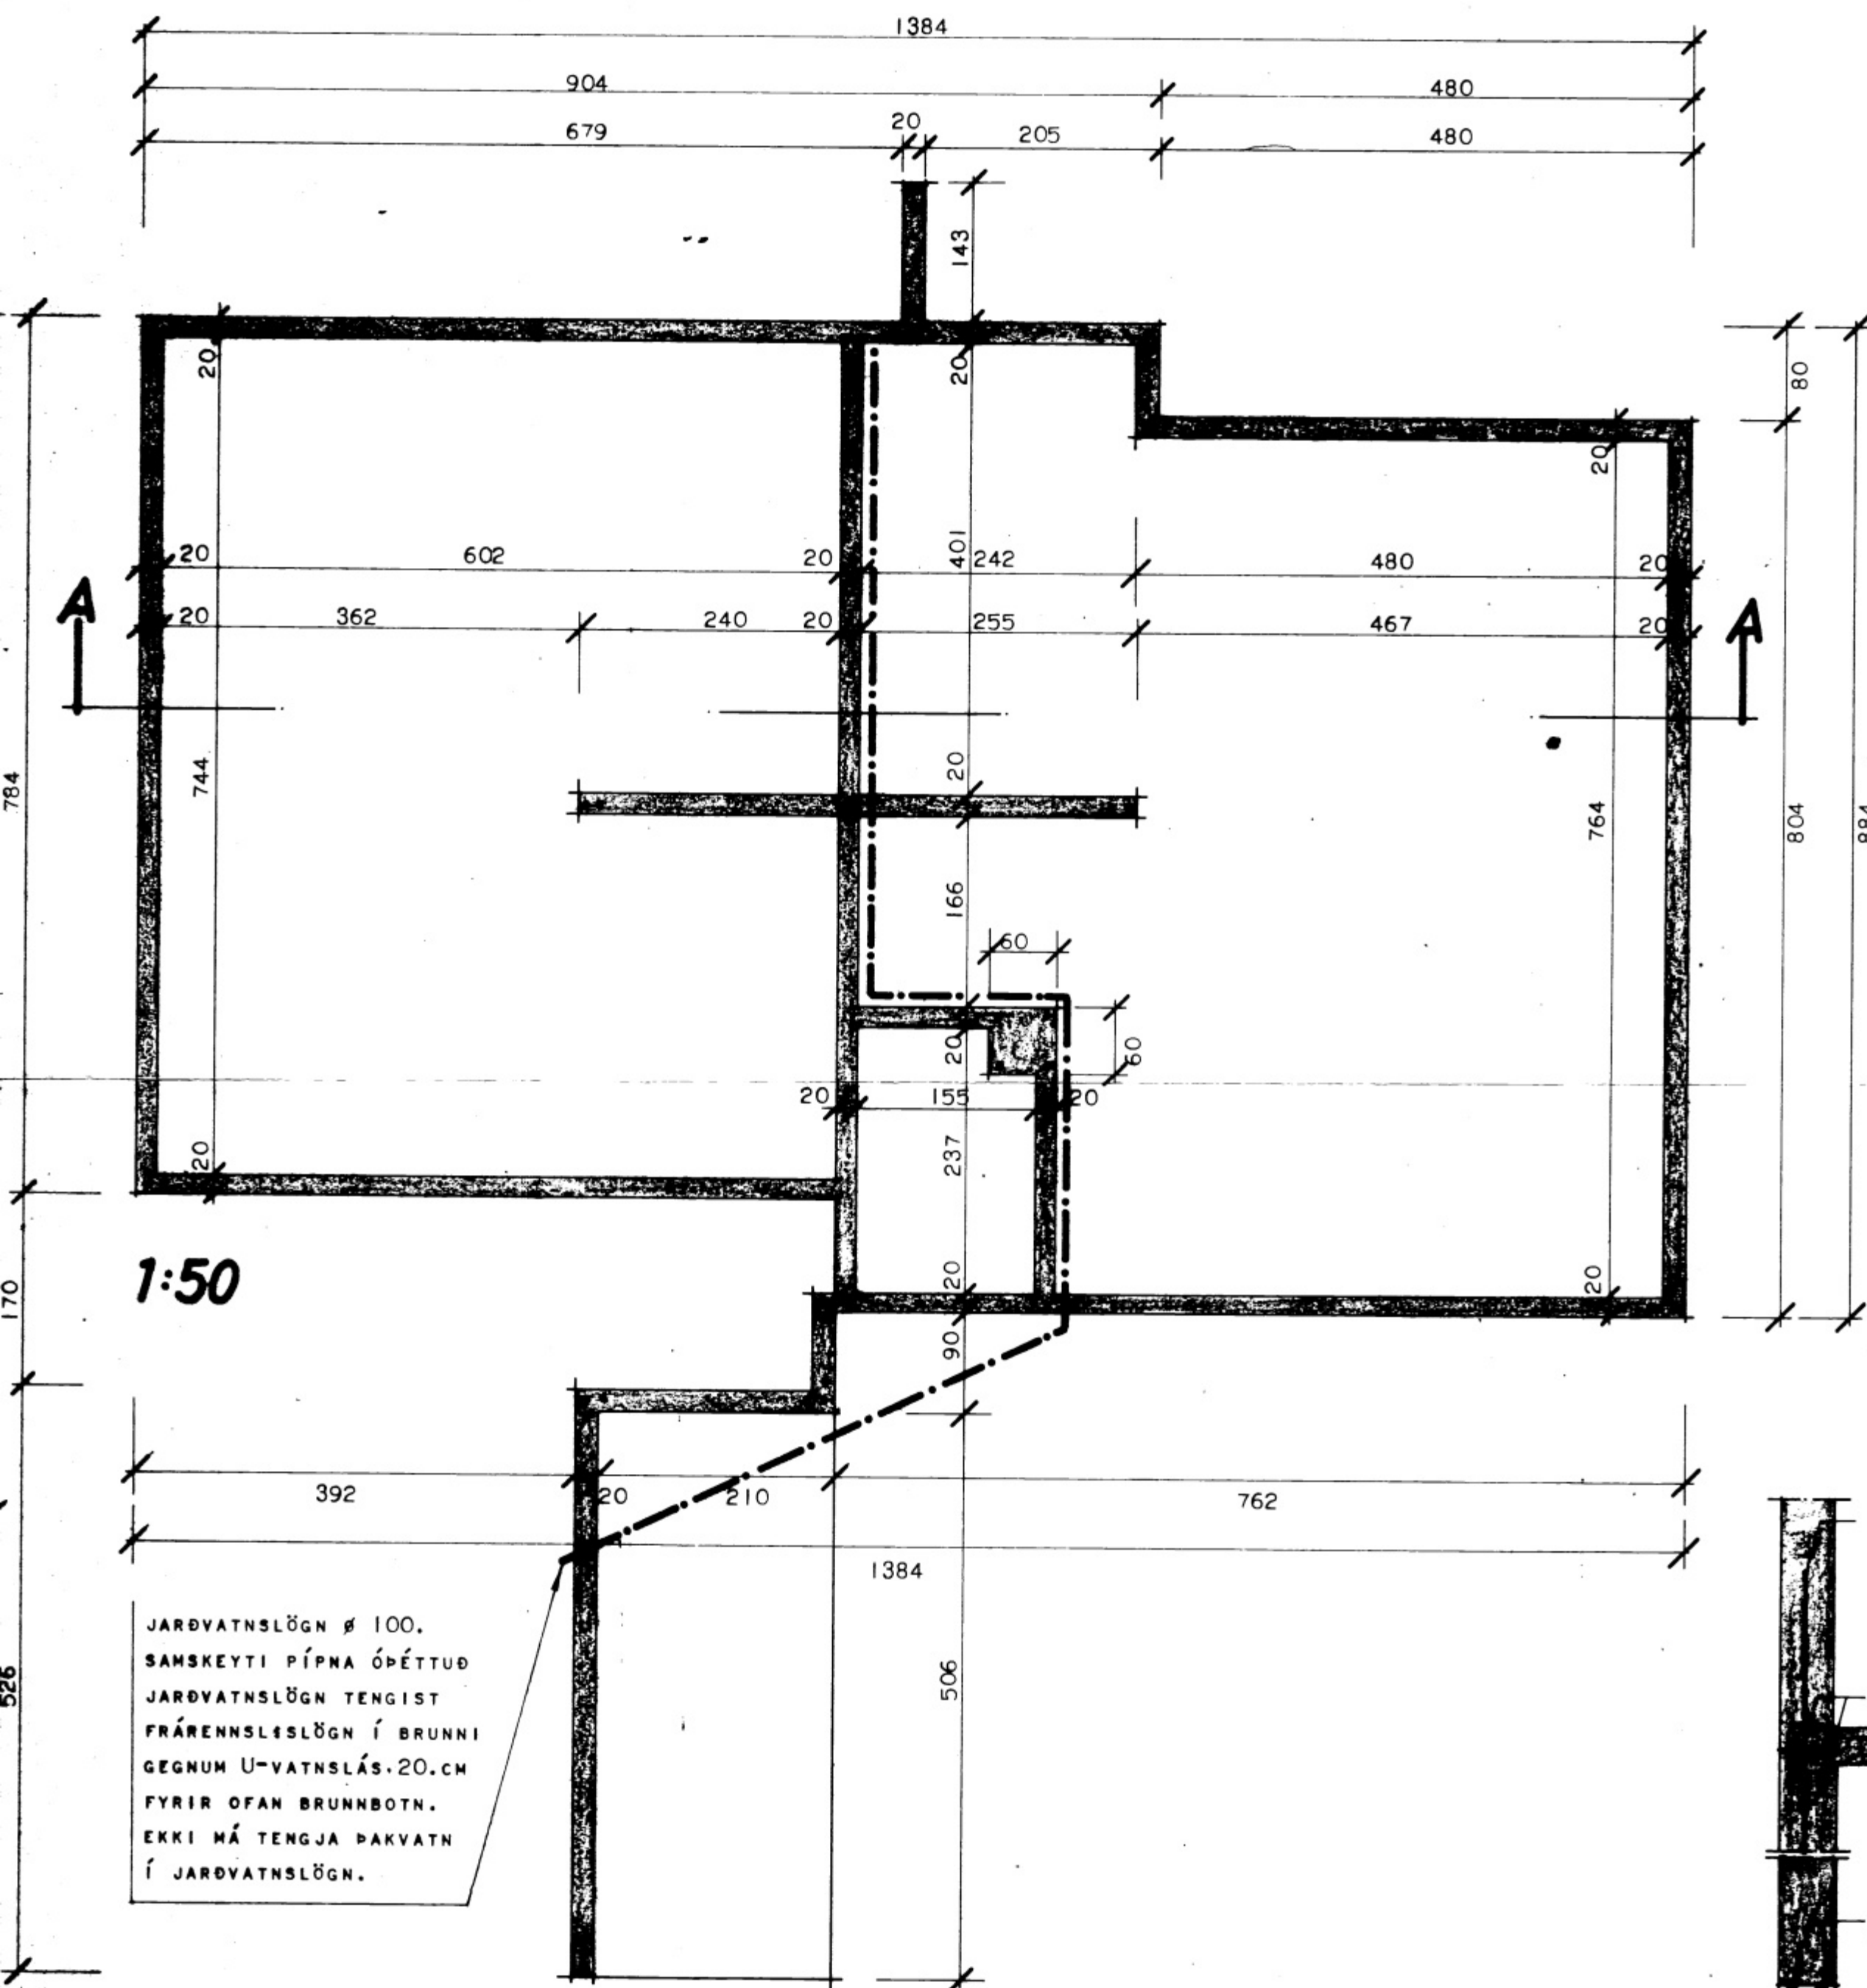 1384
904 480
679 20 205 480
143
20 20
80
20
20 602 20 401 242 480 20
20 362 240 20 255 467 20
A A
784 744 20 764 804 884
166
60
20 60
20 155 20
237
20
1:50
170 20 20
90
392 20 210 762
1384
526 506
JARÐVATNSLÖGN ø 100.
SAMSKEYTI PÍPNA ÓÞÉTTUÐ
JARÐVATNSLÖGN TENGIST
FRÁRENNSLISLÖGN Í BRUNNI
GEGNUM U-VATNSLÁS.20.CM
FYRIR OFAN BRUNNBOTN.
EKKI MÁ TENGJA ÞAKVATN
Í JARÐVATNSLÖGN.